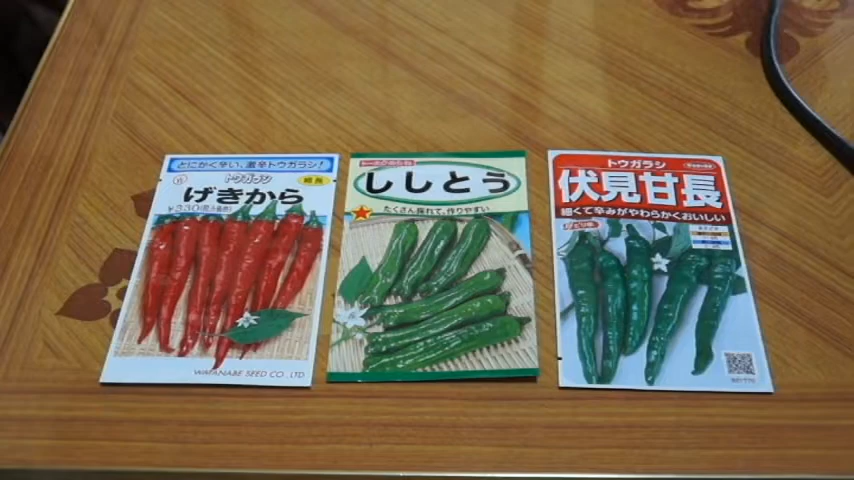 とにかく辛い、激辛トウガラシ!
トウガラシ
げきから
¥330
WATANABE SEED CO., LTD
ししとう
たくさん採れて、作りやすい
トウガラシ
伏見甘長
細くて辛みがやわらかくおいしい